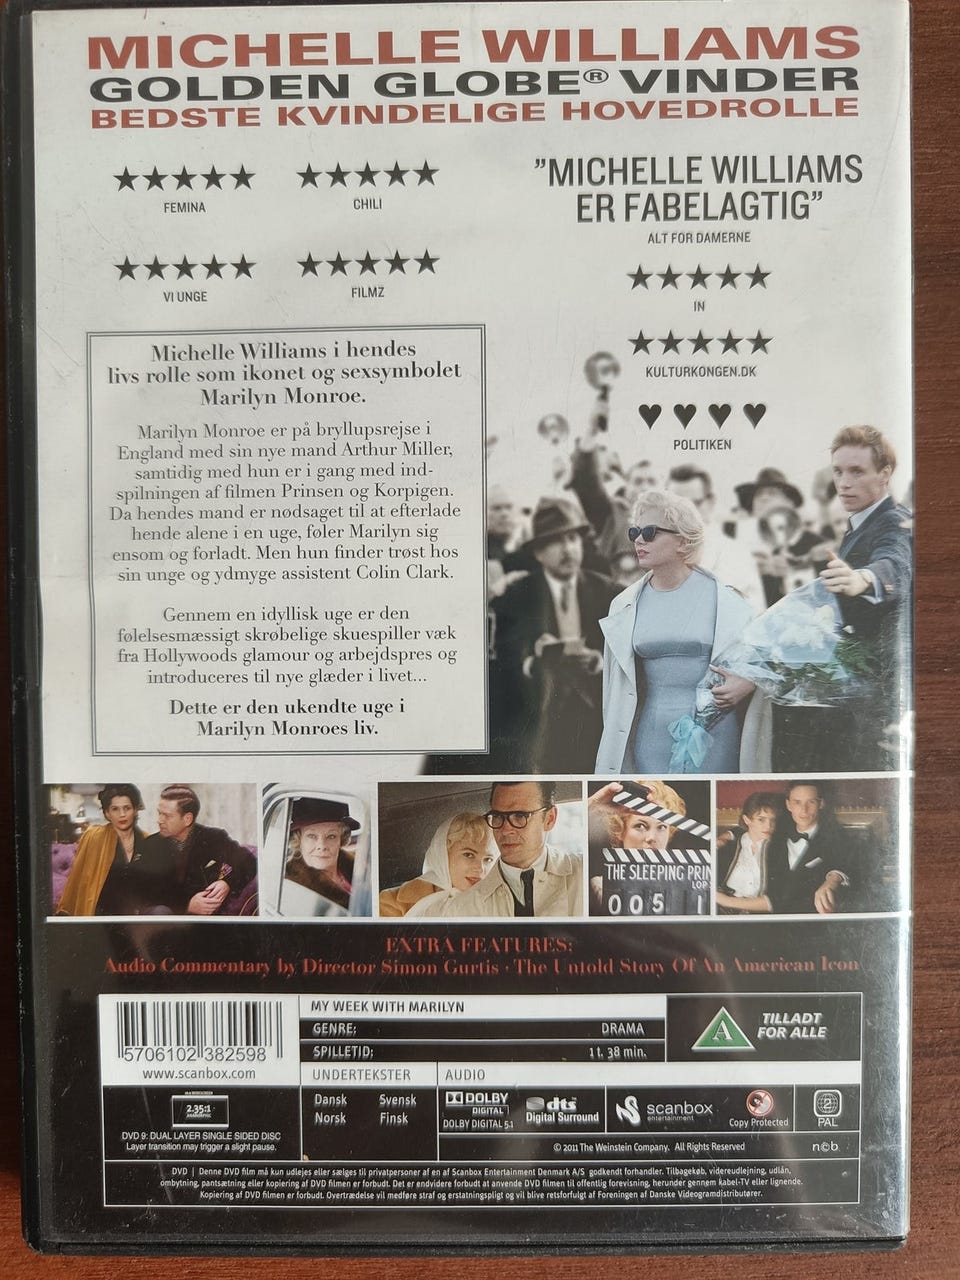 MICHELLE WILLIAMS
GOLDEN GLOBE® VINDER
BEDSTE KVINDELIGE HOVEDROLLE
★★★★★
FEMINA
★★★★★
CHILI
★★★★★
VI UNGE
★★★★★
FILMZ
”MICHELLE WILLIAMS
ER FABELAGTIG”
ALT FOR DAMERNE
★★★★★
IN
★★★★★
KULTURKONGEN.DK
♥♥♥♥
POLITIKEN
Michelle Williams i hendes
livs rolle som ikonet og sexsymbolet
Marilyn Monroe.
Marilyn Monroe er på bryllupsrejse i
England med sin nye mand Arthur Miller,
samtidig med hun er i gang med ind-
spilningen af filmen Prinsen og Korpigen.
Da hendes mand er nødsaget til at efterlade
hende alene i en uge, føler Marilyn sig
ensom og forladt. Men hun finder trøst hos
sin unge og ydmyge assistent Colin Clark.
Gennem en idyllisk uge er den
følelsesmæssigt skrøbelige skuespiller væk
fra Hollywoods glamour og arbejdspres og
introduceres til nye glæder i livet...
Dette er den ukendte uge i
Marilyn Monroes liv.
THE SLEEPING PRIN
LOP
005 1
EXTRA FEATURES:
Audio Commentary by Director Simon Curtis · The Untold Story Of An American Icon
5706102 382598
www.scanbox.com
MY WEEK WITH MARILYN
GENRE: DRAMA
SPILLETID: 1 t. 38 min.
A
TILLADT
FOR ALLE
UNDERTEKSTER
Dansk Svensk
Norsk Finsk
AUDIO
DOLBY
DIGITAL
DOLBY DIGITAL 5.1
dts
Digital Surround
scanbox
entertainment
Copy Protected
2
PAL
2.35:1
DVD 9: DUAL LAYER SINGLE SIDED DISC
Layer transition may trigger a slight pause.
© 2011 The Weinstein Company. All Rights Reserved
ncb
DVD | Denne DVD film må kun udlejes eller sælges til privatpersoner af en af Scanbox Entertainment Denmark A/S godkendt forhandler. Tilbagekøb, videreudlejning, udlån,
ombytning, pantsætning eller kopiering af DVD filmen er forbudt. Det er endvidere forbudt at anvende DVD filmen til offentlig forevisning, herunder gennem kabel-TV eller lignende.
Kopiering af DVD filmen er forbudt. Overtrædelse vil medføre straf og erstatningspligt og vil blive retsforfulgt af Foreningen af Danske Videogramdistributører.